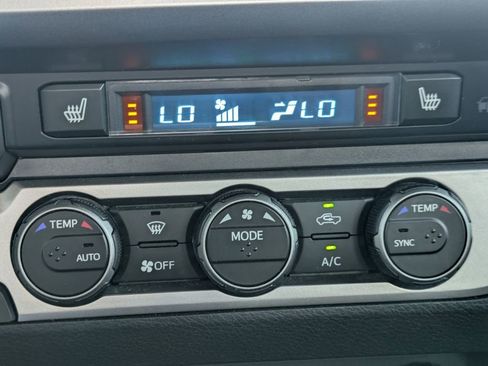 LO LO
TEMP MODE TEMP
AUTO OFF A/C SYNC